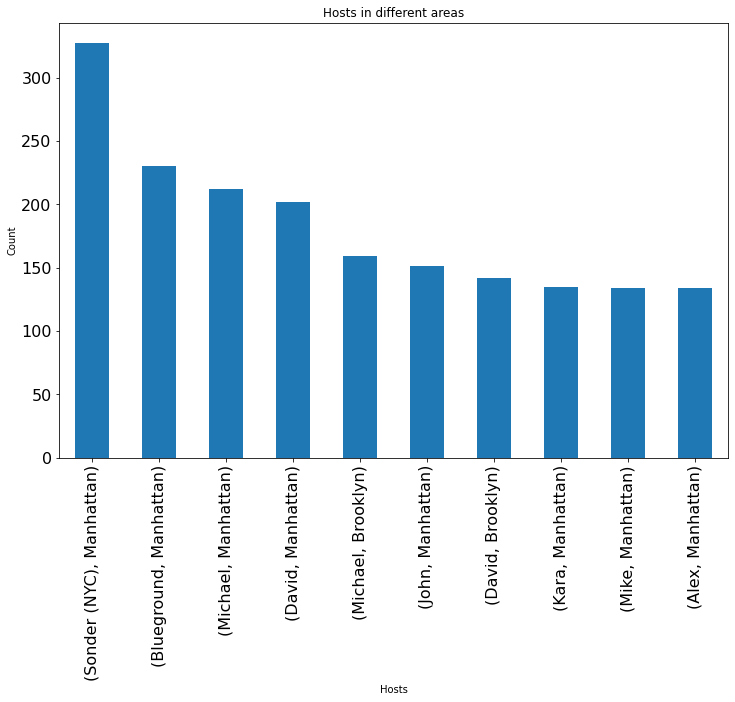 Hosts in different areas
Count
300
250
200
150
100
50
0
(Sonder (NYC), Manhattan)
(Blueground, Manhattan)
(Michael, Manhattan)
(David, Manhattan)
(Michael, Brooklyn)
(John, Manhattan)
(David, Brooklyn)
(Kara, Manhattan)
(Mike, Manhattan)
(Alex, Manhattan)
Hosts